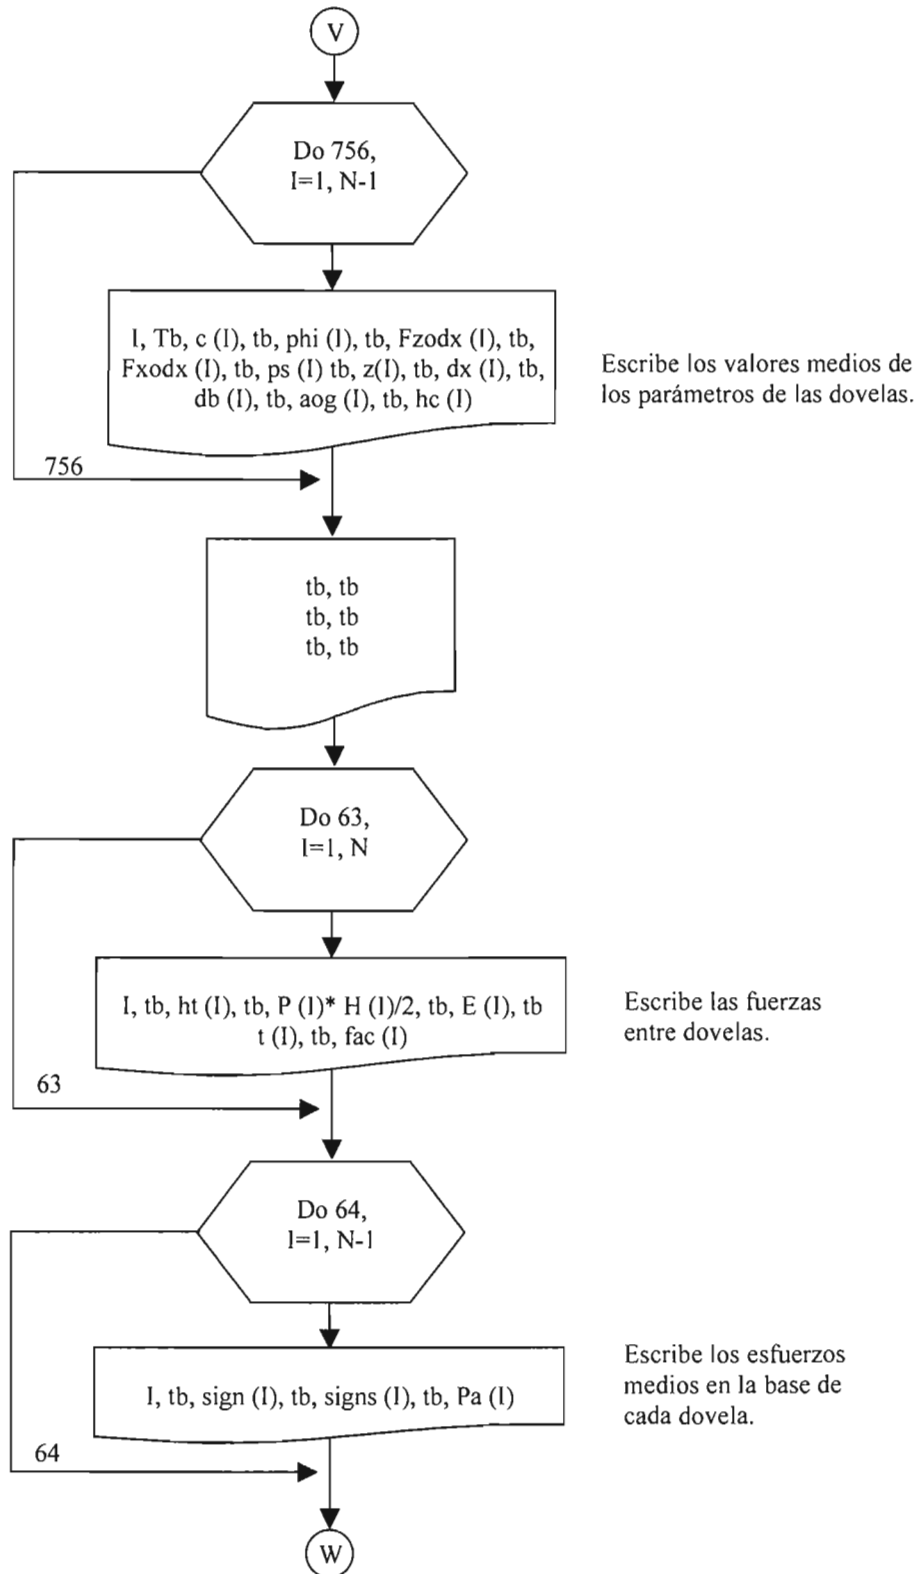 V
Do 756,
I=1, N-1
I, Tb, c (I), tb, phi (I), tb, Fzodx (I), tb,
Fxodx (I), tb, ps (I) tb, z(I), tb, dx (I), tb,
db (I), tb, aog (I), tb, hc (I)
Escribe los valores medios de
los parámetros de las dovelas.
756
tb, tb
tb, tb
tb, tb
Do 63,
I=1, N
I, tb, ht (I), tb, P (I)* H (I)/2, tb, E (I), tb
t (I), tb, fac (I)
Escribe las fuerzas
entre dovelas.
63
Do 64,
I=1, N-1
I, tb, sign (I), tb, signs (I), tb, Pa (I)
Escribe los esfuerzos
medios en la base de
cada dovela.
64
W